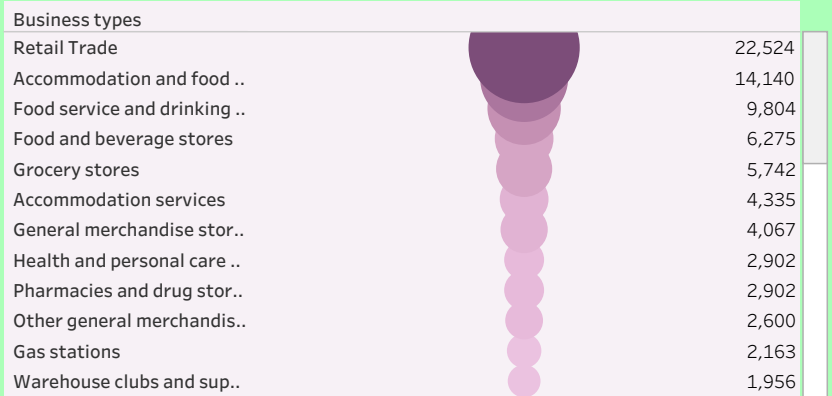 Business types
Retail Trade 22,524
Accommodation and food .. 14,140
Food service and drinking .. 9,804
Food and beverage stores 6,275
Grocery stores 5,742
Accommodation services 4,335
General merchandise stor.. 4,067
Health and personal care .. 2,902
Pharmacies and drug stor.. 2,902
Other general merchandis.. 2,600
Gas stations 2,163
Warehouse clubs and sup.. 1,956